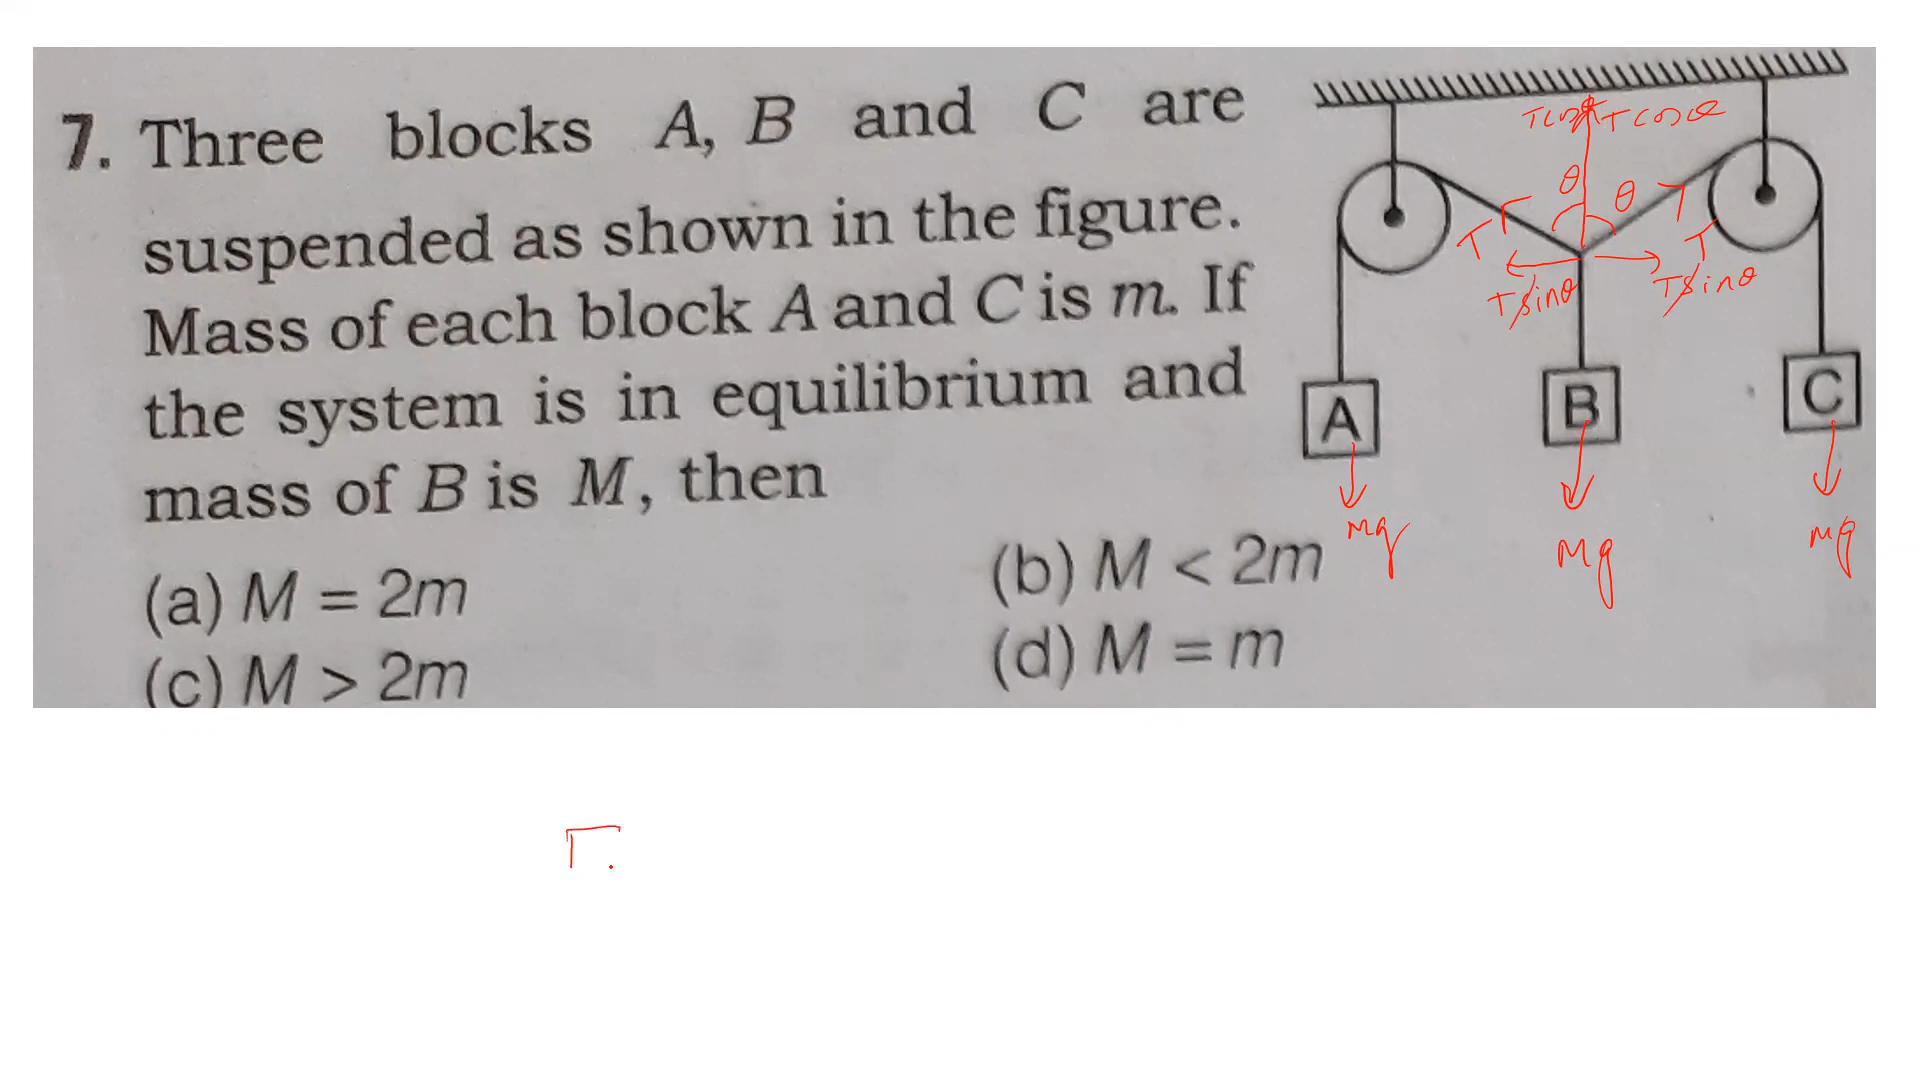 7. Three blocks A, B and C are
suspended as shown in the figure.
Mass of each block A and C is m. If
the system is in equilibrium and
mass of B is M, then
(a) M = 2m
(b) M < 2m
(c) M > 2m
(d) M = m
Tcosθ Tcosθ
θ θ
T T
Tsinθ Tsinθ
A B C
mg Mg mg
T